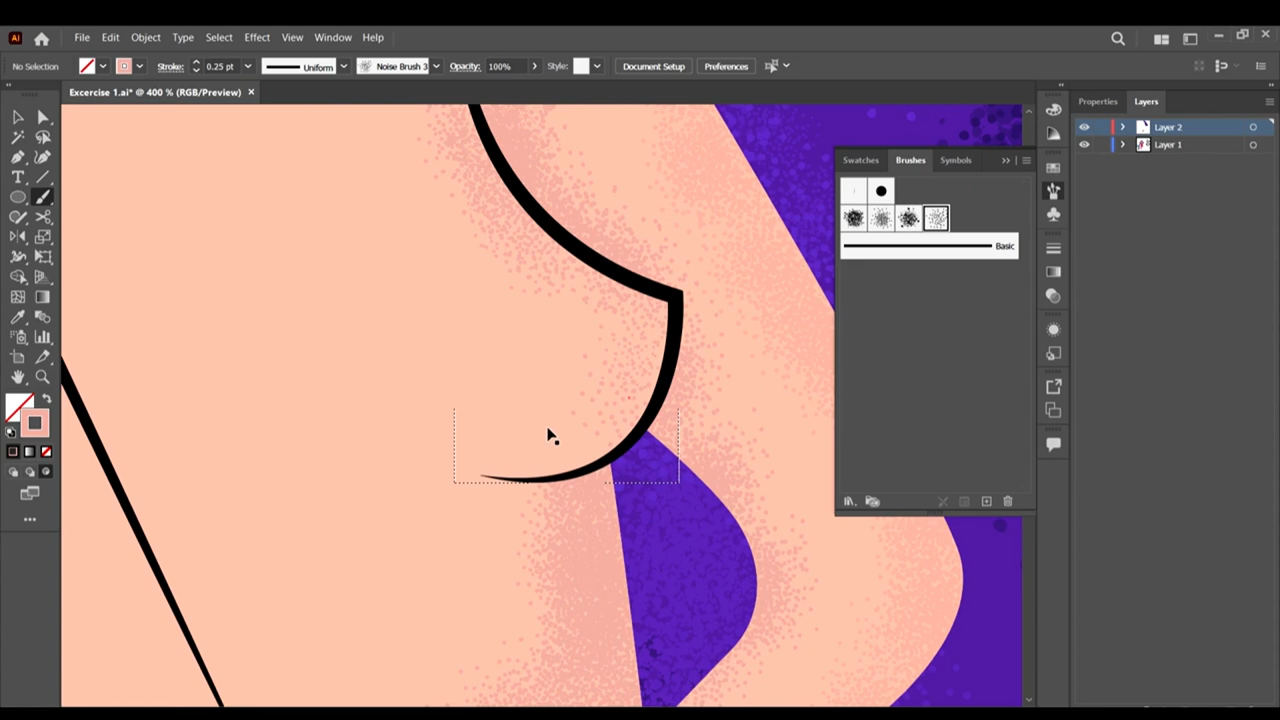 Ai File Edit Object Type Select Effect View Window Help
No Selection Stroke: 0.25 pt Uniform Noise Brush 3 Opacity: 100% Style: Document Setup Preferences
Excercise 1.ai* @ 400 % (RGB/Preview) ×
Properties Layers
Layer 2
Layer 1
Swatches Brushes Symbols
Basic